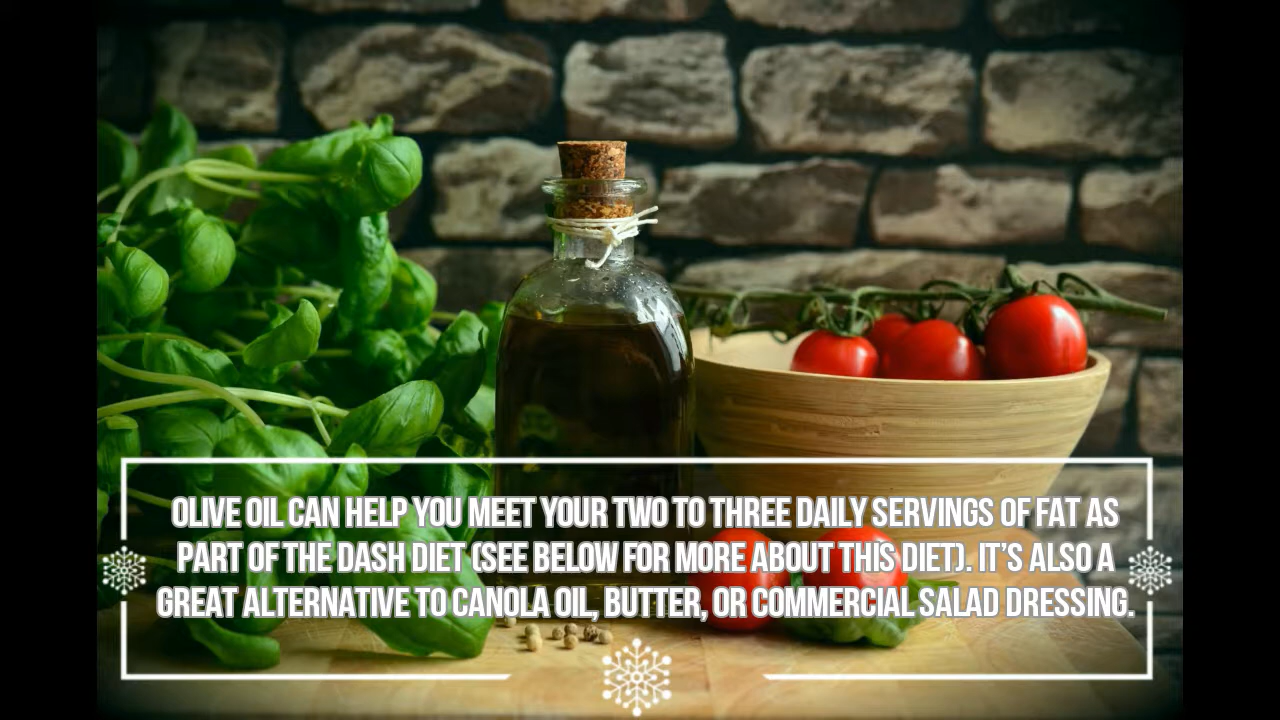 OLIVE OIL CAN HELP YOU MEET YOUR TWO TO THREE DAILY SERVINGS OF FAT AS
PART OF THE DASH DIET (SEE BELOW FOR MORE ABOUT THIS DIET). IT’S ALSO A
GREAT ALTERNATIVE TO CANOLA OIL, BUTTER, OR COMMERCIAL SALAD DRESSING.